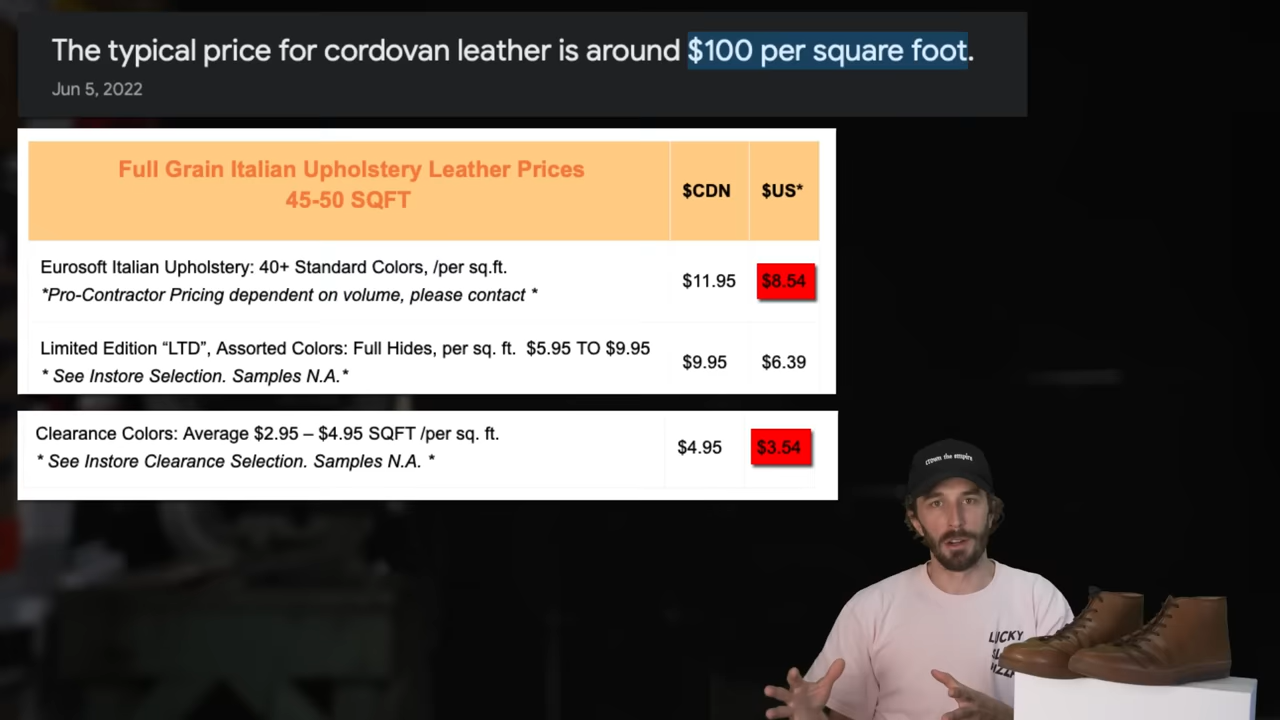 The typical price for cordovan leather is around $100 per square foot.
Jun 5, 2022
Full Grain Italian Upholstery Leather Prices
45-50 SQFT
$CDN
$US*
Eurosoft Italian Upholstery: 40+ Standard Colors, /per sq.ft.
*Pro-Contractor Pricing dependent on volume, please contact *
$11.95
$8.54
Limited Edition “LTD”, Assorted Colors: Full Hides, per sq. ft.  $5.95 TO $9.95
* See Instore Selection. Samples N.A.*
$9.95
$6.39
Clearance Colors: Average $2.95 – $4.95 SQFT /per sq. ft.
* See Instore Clearance Selection. Samples N.A. *
$4.95
$3.54
crown the empire
LUCKY